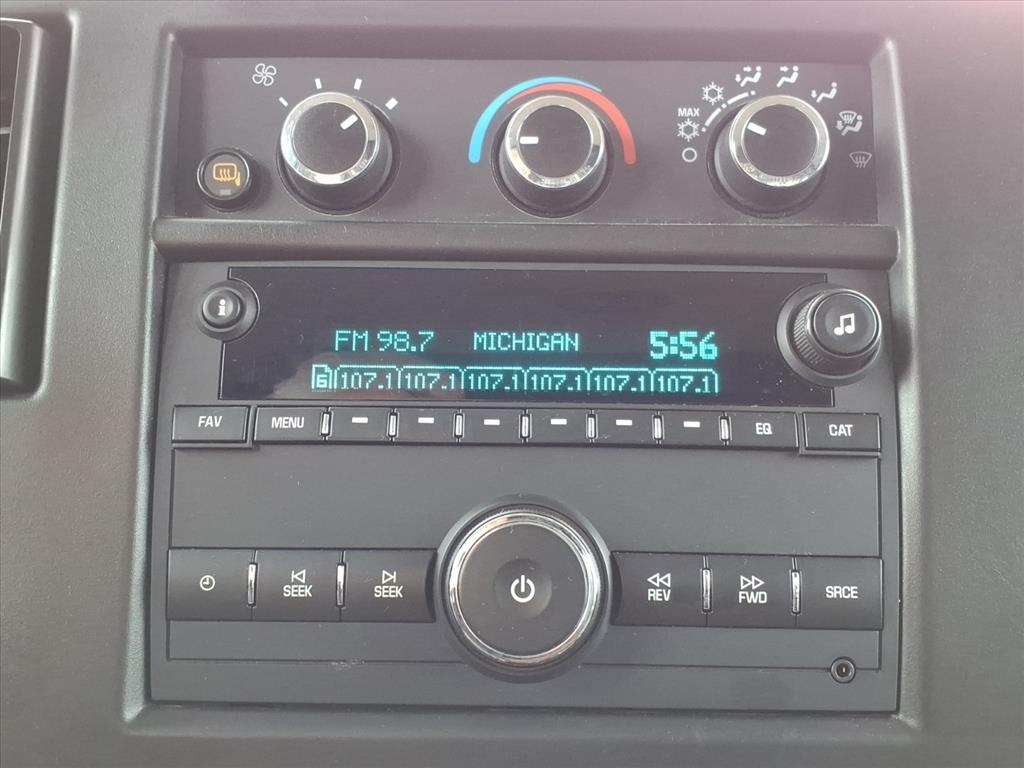 MAX
i
FM 98.7 MICHIGAN 5:56
6 107.1 107.1 107.1 107.1 107.1 107.1
FAV MENU EQ CAT
SEEK SEEK REV FWD SRCE